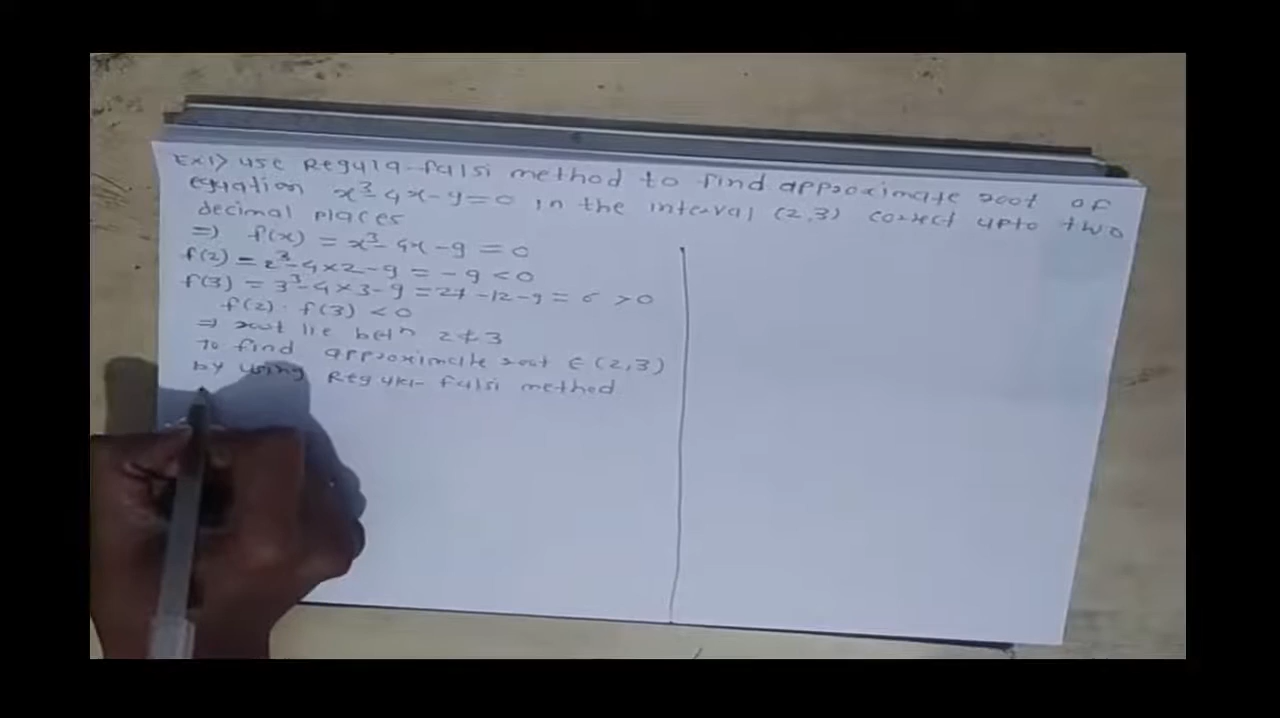 Ex1> use Regula-falsi method to find approximate root of
equation x³-4x-9=0 in the interval (2,3) correct upto two
decimal places
=> f(x) = x³-4x-9 = 0
f(2) = 2³-4×2-9 = -9 <0
f(3) = 3³-4×3-9 = 27-12-9 = 6 >0
f(2)·f(3) <0
=> root lie betn 2 & 3
To find approximate root ∈ (2,3)
by using Regula-falsi method